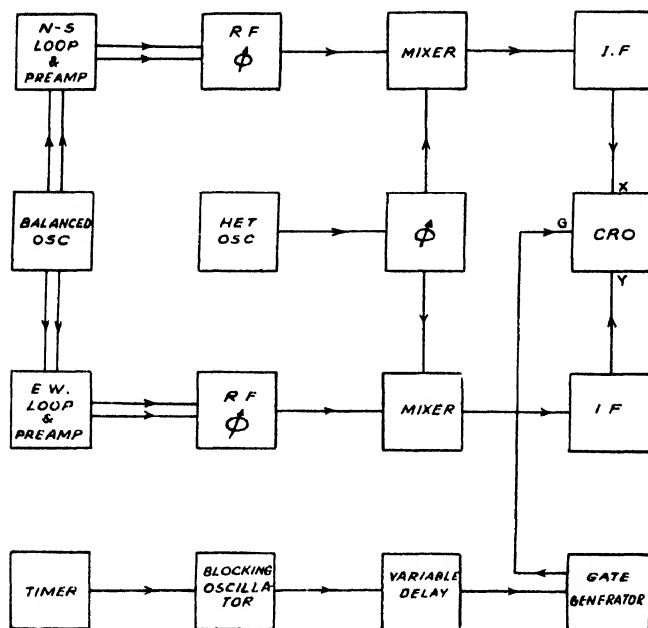 N-S
LOOP
&
PREAMP
RF
ϕ
MIXER
I.F
BALANCED
OSC
HET
OSC
ϕ
X
G
CRO
Y
E W.
LOOP
&
PREAMP
RF
ϕ
MIXER
IF
TIMER
BLOCKING
OSCILLA
TOR
VARIABLE
DELAY
GATE
GENERATOR